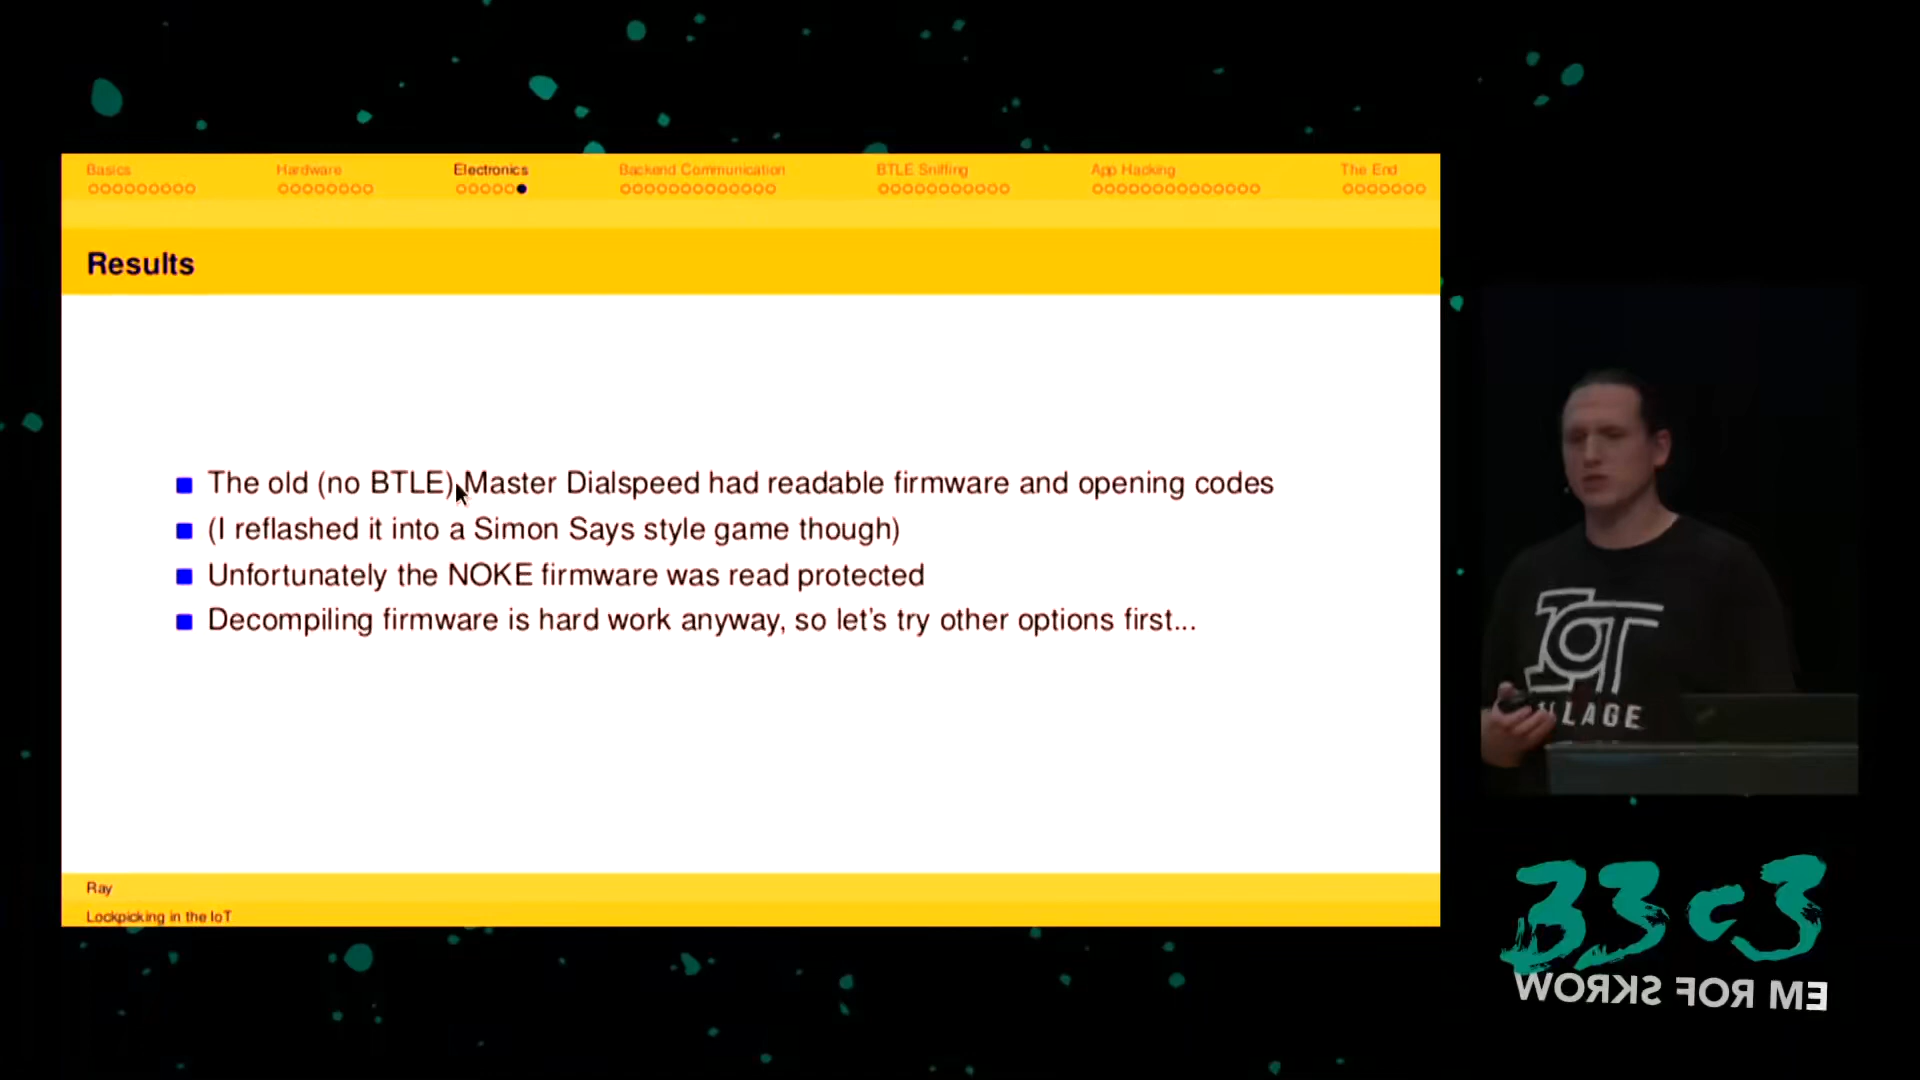 Basics Hardware Electronics Backend Communication BTLE Sniffing App Hacking The End
Results
The old (no BTLE) Master Dialspeed had readable firmware and opening codes
(I reflashed it into a Simon Says style game though)
Unfortunately the NOKE firmware was read protected
Decompiling firmware is hard work anyway, so let's try other options first...
Ray
Lockpicking in the IoT
IoT
33c3
WORKS FOR ME